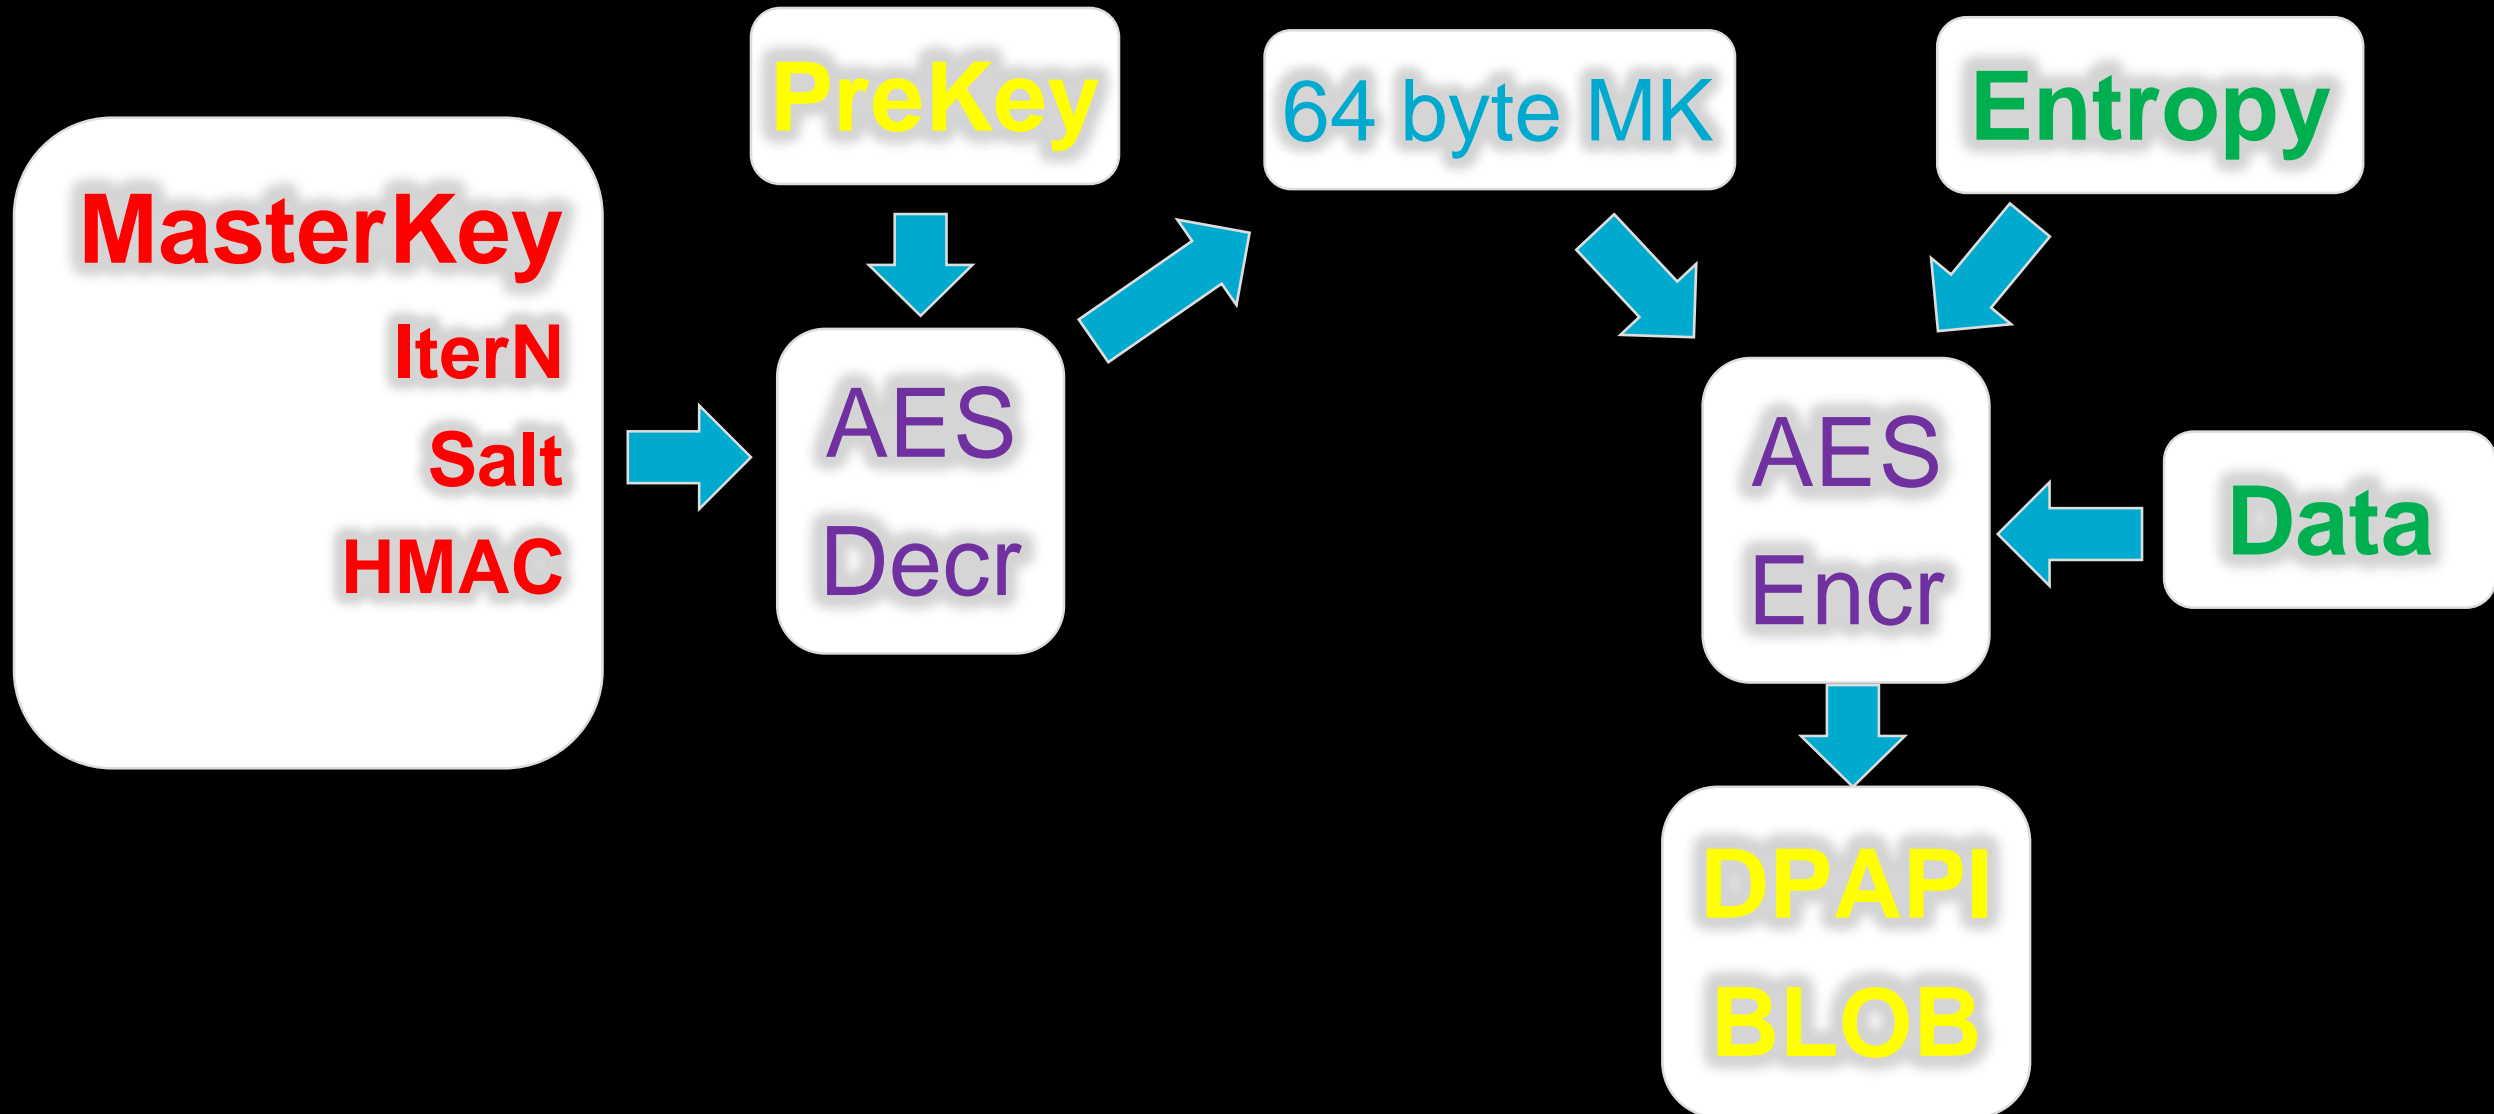 MasterKey
IterN
Salt
HMAC
PreKey
AES
Decr
64 byte MK
Entropy
AES
Encr
Data
DPAPI
BLOB